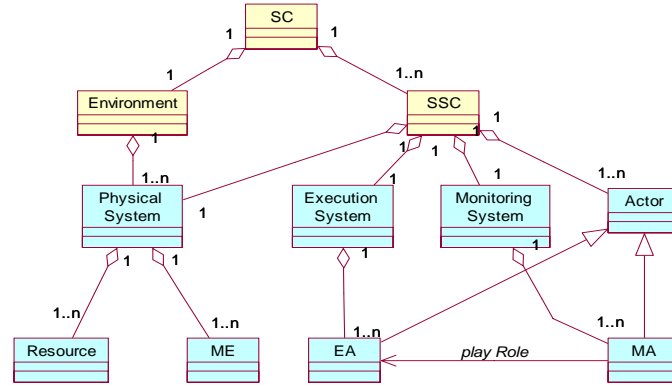 SC
1
1
1
1..n
Environment
SSC
1
1
1
1
1
1..n
1
1
1
1..n
Physical
System
Execution
System
Monitoring
System
Actor
1
1
1
1
1..n
1..n
1..n
1..n
Resource
ME
EA
play Role
MA